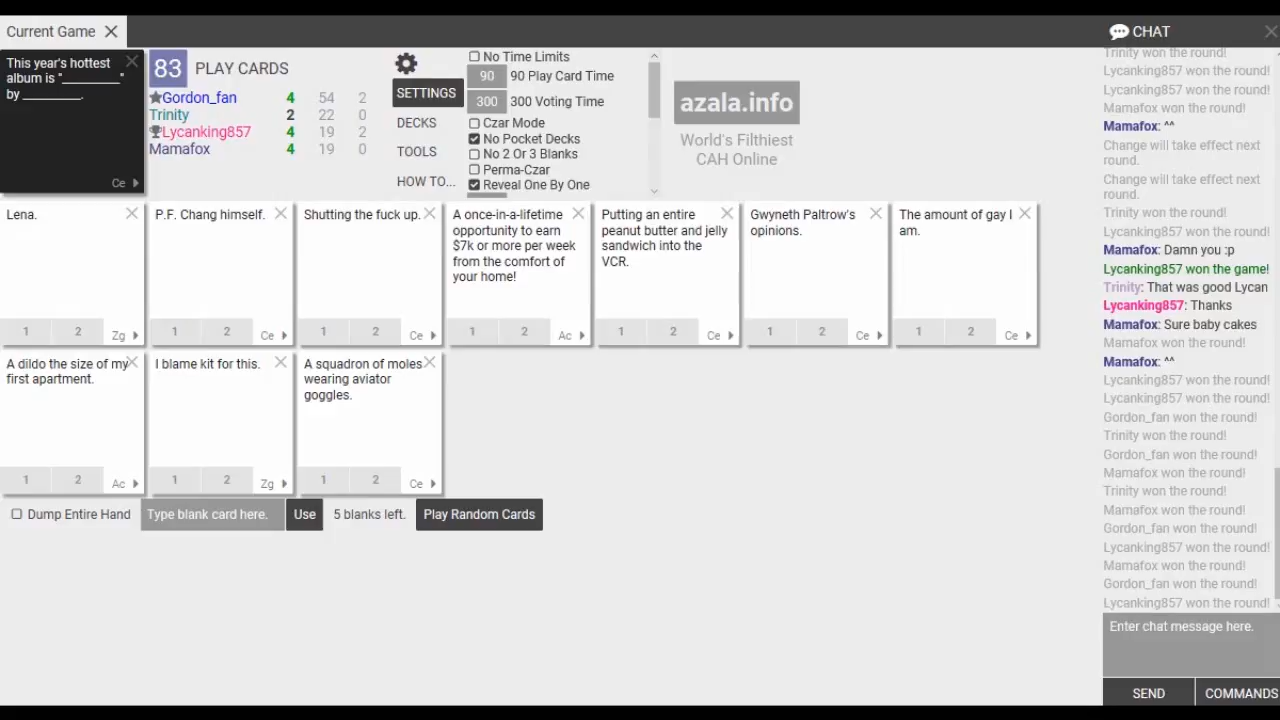 Current Game
This year's hottest
album is "_________"
by _________.
Ce
83 PLAY CARDS
Gordon_fan 4 54 2
Trinity 2 22 0
Lycanking857 4 19 2
Mamafox 4 19 0
SETTINGS
DECKS
TOOLS
HOW TO...
No Time Limits
90 90 Play Card Time
300 300 Voting Time
Czar Mode
No Pocket Decks
No 2 Or 3 Blanks
Perma-Czar
Reveal One By One
azala.info
World's Filthiest
CAH Online
Lena.
1 2 Zg
P.F. Chang himself.
1 2 Ce
Shutting the fuck up.
1 2 Ce
A once-in-a-lifetime
opportunity to earn
$7k or more per week
from the comfort of
your home!
1 2 Ac
Putting an entire
peanut butter and jelly
sandwich into the
VCR.
1 2 Ce
Gwyneth Paltrow's
opinions.
1 2 Ce
The amount of gay I
am.
1 2 Ce
A dildo the size of my
first apartment.
1 2 Ac
I blame kit for this.
1 2 Zg
A squadron of moles
wearing aviator
goggles.
1 2 Ce
Dump Entire Hand Type blank card here. Use 5 blanks left. Play Random Cards
CHAT
Trinity won the round!
Lycanking857 won the round!
Lycanking857 won the round!
Mamafox won the round!
Mamafox: ^^
Change will take effect next
round.
Change will take effect next
round.
Trinity won the round!
Lycanking857 won the round!
Mamafox: Damn you :p
Lycanking857 won the game!
Trinity: That was good Lycan
Lycanking857: Thanks
Mamafox: Sure baby cakes
Mamafox won the round!
Mamafox: ^^
Lycanking857 won the round!
Lycanking857 won the round!
Gordon_fan won the round!
Trinity won the round!
Gordon_fan won the round!
Mamafox won the round!
Trinity won the round!
Mamafox won the round!
Gordon_fan won the round!
Lycanking857 won the round!
Mamafox won the round!
Gordon_fan won the round!
Lycanking857 won the round!
Enter chat message here.
SEND COMMANDS